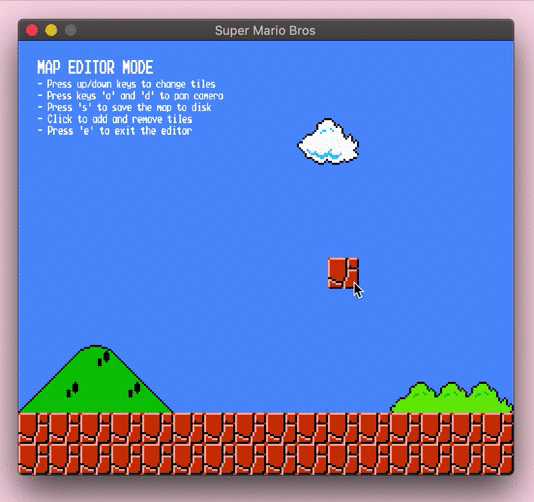 Super Mario Bros
MAP EDITOR MODE
- Press up/down keys to change tiles
- Press keys 'a' and 'd' to pan camera
- Press 's' to save the map to disk
- Click to add and remove tiles
- Press 'e' to exit the editor